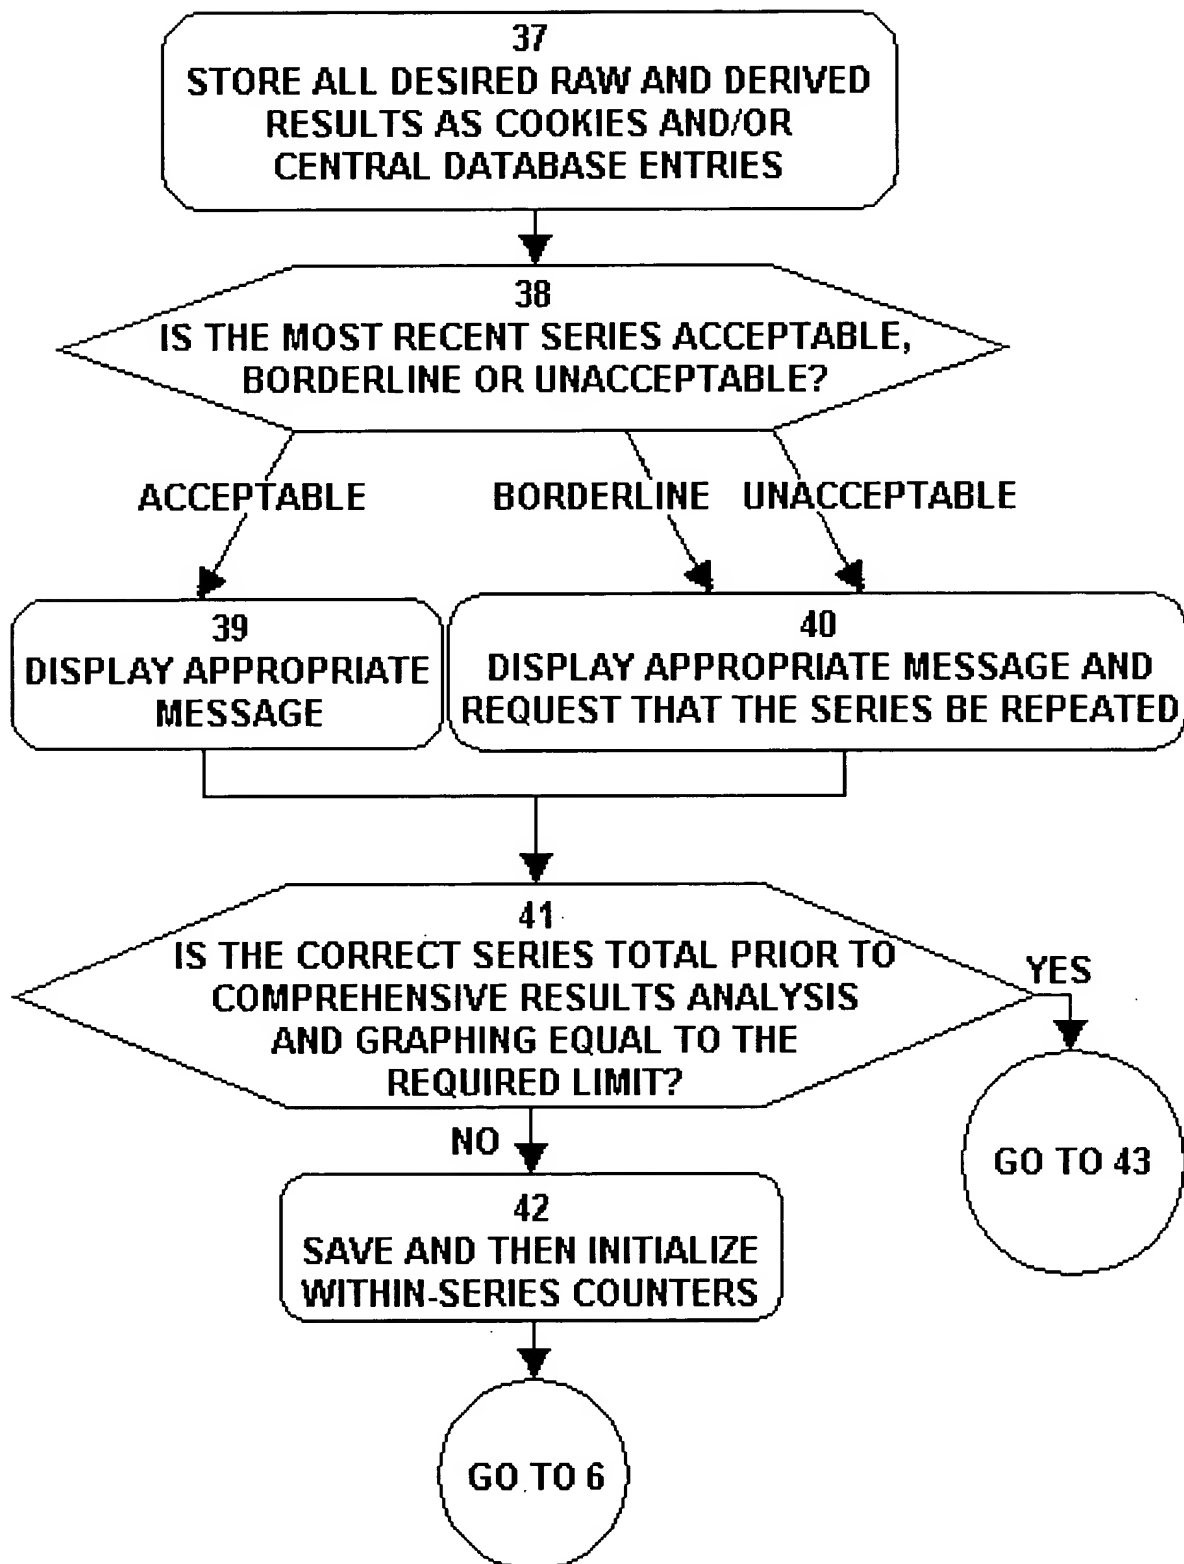 37
STORE ALL DESIRED RAW AND DERIVED
RESULTS AS COOKIES AND/OR
CENTRAL DATABASE ENTRIES
38
IS THE MOST RECENT SERIES ACCEPTABLE,
BORDERLINE OR UNACCEPTABLE?
ACCEPTABLE
BORDERLINE
UNACCEPTABLE
39
DISPLAY APPROPRIATE
MESSAGE
40
DISPLAY APPROPRIATE MESSAGE AND
REQUEST THAT THE SERIES BE REPEATED
41
IS THE CORRECT SERIES TOTAL PRIOR TO
COMPREHENSIVE RESULTS ANALYSIS
AND GRAPHING EQUAL TO THE
REQUIRED LIMIT?
YES
GO TO 43
NO
42
SAVE AND THEN INITIALIZE
WITHIN-SERIES COUNTERS
GO TO 6